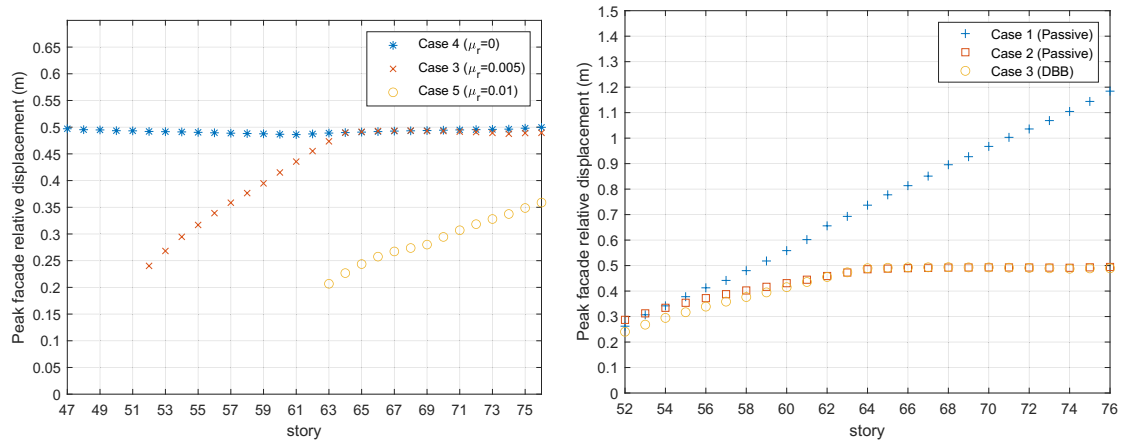 Peak facade relative displacement (m)
0.65
0.6
0.55
0.5
0.45
0.4
0.35
0.3
0.25
0.2
0.15
0.1
0.05
0
47 49 51 53 55 57 59 61 63 65 67 69 71 73 75
story
Case 4 (μr=0)
Case 3 (μr=0.005)
Case 5 (μr=0.01)
Peak facade relative displacement (m)
1.5
1.4
1.3
1.2
1.1
1
0.9
0.8
0.7
0.6
0.5
0.4
0.3
0.2
0.1
0
52 54 56 58 60 62 64 66 68 70 72 74 76
story
Case 1 (Passive)
Case 2 (Passive)
Case 3 (DBB)